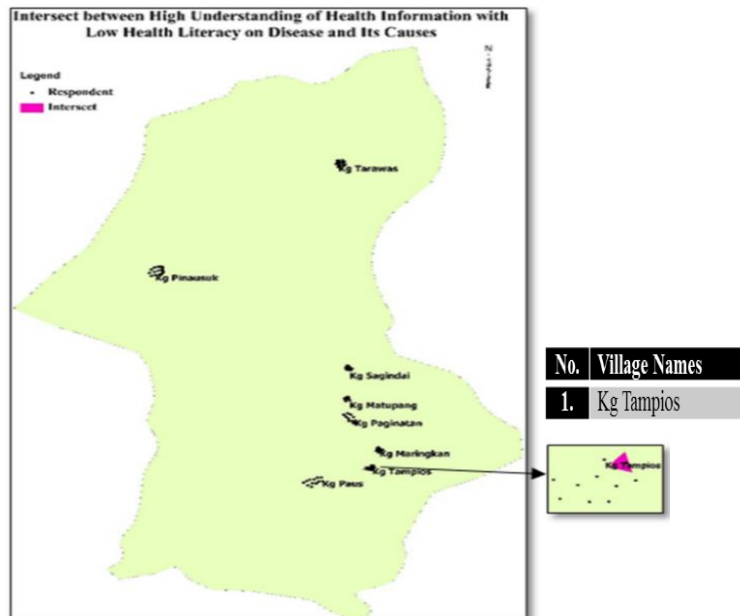 Intersect between High Understanding of Health Information with
Low Health Literacy on Disease and Its Causes
Legend
Respondent
Intersect
N
Kg Tarawas
Kg Pinausuk
Kg Sagindai
Kg Matupang
Kg Paginatan
Kg Maringkan
Kg Tampios
Kg Paus
No. Village Names
1. Kg Tampios
Kg Tampios